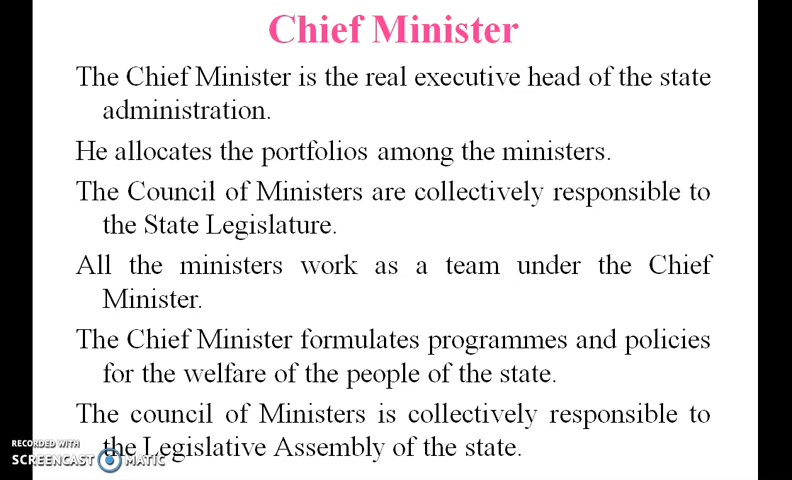 Chief Minister
The Chief Minister is the real executive head of the state
administration.
He allocates the portfolios among the ministers.
The Council of Ministers are collectively responsible to
the State Legislature.
All the ministers work as a team under the Chief
Minister.
The Chief Minister formulates programmes and policies
for the welfare of the people of the state.
The council of Ministers is collectively responsible to
the Legislative Assembly of the state.
RECORDED WITH
SCREENCAST MATIC